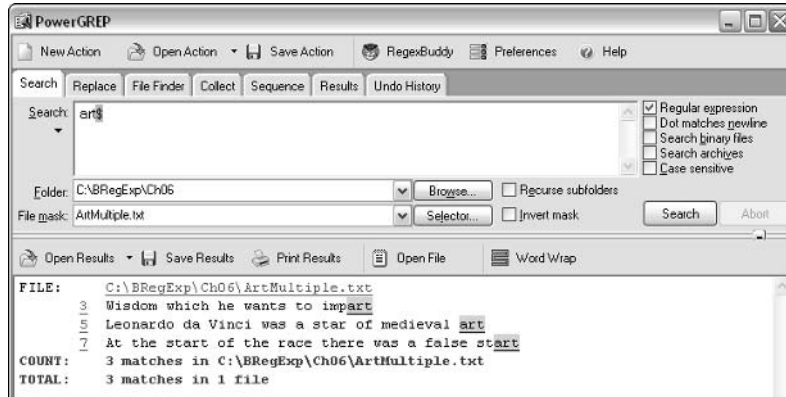 PowerGREP
New Action Open Action Save Action RegexBuddy Preferences Help
Search Replace File Finder Collect Sequence Results Undo History
Search: art$
Regular expression
Dot matches newline
Search binary files
Search archives
Case sensitive
Folder: C:\BRegExp\Ch06 Browse... Recurse subfolders
File mask: ArtMultiple.txt Selector... Invert mask Search Abort
Open Results Save Results Print Results Open File Word Wrap
FILE: C:\BRegExp\Ch06\ArtMultiple.txt
3 Wisdom which he wants to impart
5 Leonardo da Vinci was a star of medieval art
7 At the start of the race there was a false start
COUNT: 3 matches in C:\BRegExp\Ch06\ArtMultiple.txt
TOTAL: 3 matches in 1 file